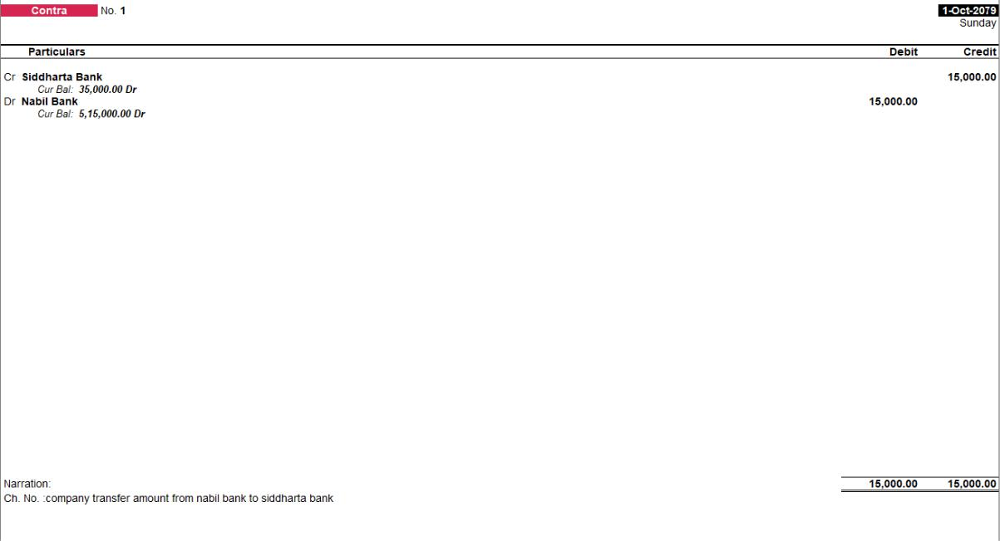 Contra No. 1 1-Oct-2079
Sunday
Particulars Debit Credit
Cr Siddharta Bank 15,000.00
Cur Bal: 35,000.00 Dr
Dr Nabil Bank 15,000.00
Cur Bal: 5,15,000.00 Dr
Narration: 15,000.00 15,000.00
Ch. No. :company transfer amount from nabil bank to siddharta bank